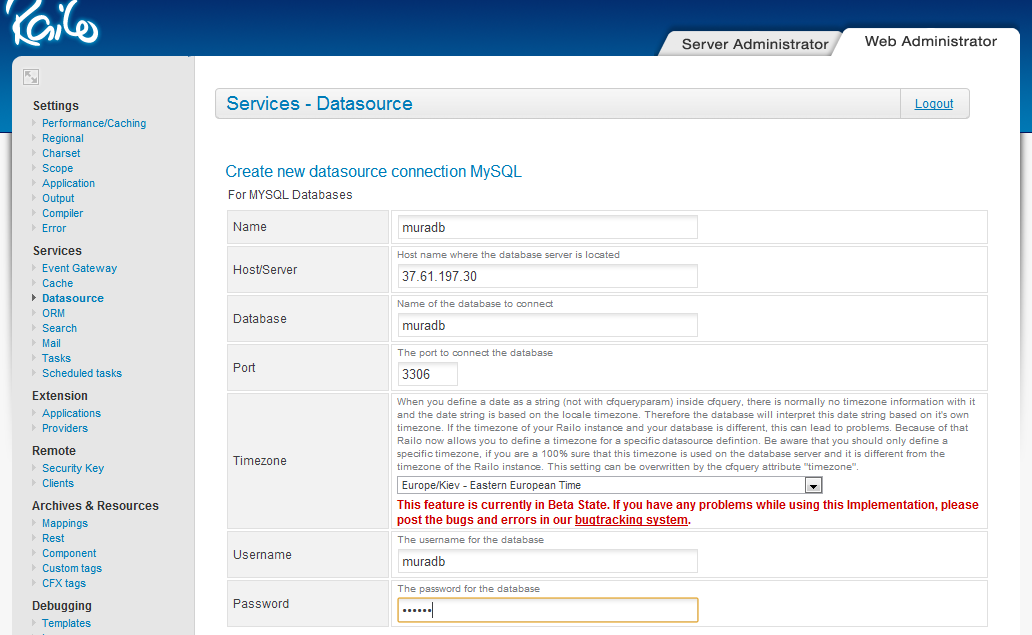 Railo
Server Administrator
Web Administrator
Services - Datasource
Logout
Settings
Performance/Caching
Regional
Charset
Scope
Application
Output
Compiler
Error
Services
Event Gateway
Cache
Datasource
ORM
Search
Mail
Tasks
Scheduled tasks
Extension
Applications
Providers
Remote
Security Key
Clients
Archives & Resources
Mappings
Rest
Component
Custom tags
CFX tags
Debugging
Templates
Create new datasource connection MySQL
For MYSQL Databases
Name
muradb
Host/Server
Host name where the database server is located
37.61.197.30
Database
Name of the database to connect
muradb
Port
The port to connect the database
3306
Timezone
When you define a date as a string (not with cfqueryparam) inside cfquery, there is normally no timezone information with it
and the date string is based on the locale timezone. Therefore the database will interpret this date string based on it's own
timezone. If the timezone of your Railo instance and your database is different, this can lead to problems. Because of that
Railo now allows you to define a timezone for a specific datasource defintion. Be aware that you should only define a
specific timezone, if you are a 100% sure that this timezone is used on the database server and it is different from the
timezone of the Railo instance. This setting can be overwritten by the cfquery attribute "timezone".
Europe/Kiev - Eastern European Time
This feature is currently in Beta State. If you have any problems while using this Implementation, please
post the bugs and errors in our bugtracking system.
Username
The username for the database
muradb
Password
The password for the database
••••••